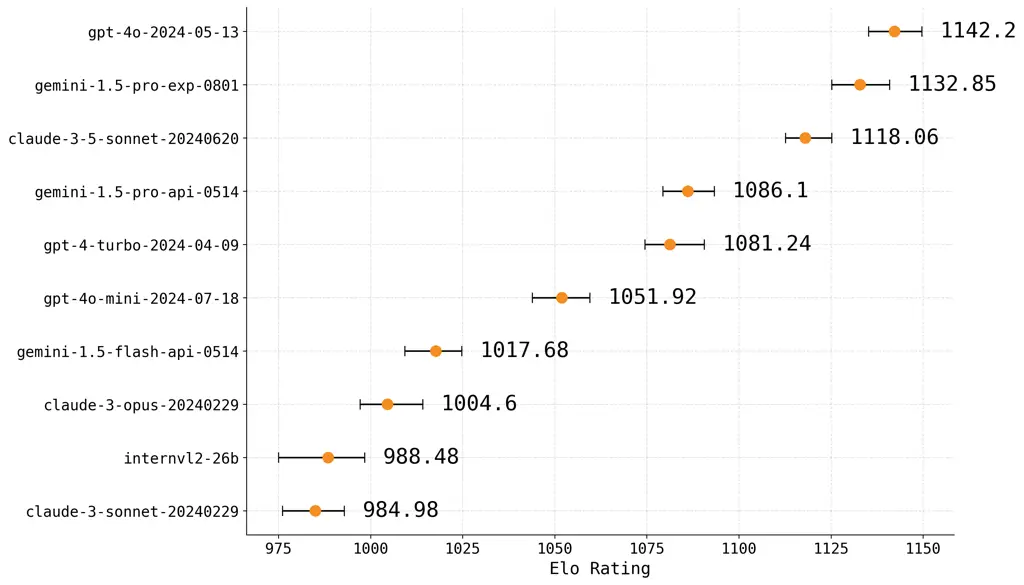 gpt-4o-2024-05-13 1142.2
gemini-1.5-pro-exp-0801 1132.85
claude-3-5-sonnet-20240620 1118.06
gemini-1.5-pro-api-0514 1086.1
gpt-4-turbo-2024-04-09 1081.24
gpt-4o-mini-2024-07-18 1051.92
gemini-1.5-flash-api-0514 1017.68
claude-3-opus-20240229 1004.6
internvl2-26b 988.48
claude-3-sonnet-20240229 984.98
975 1000 1025 1050 1075 1100 1125 1150
Elo Rating